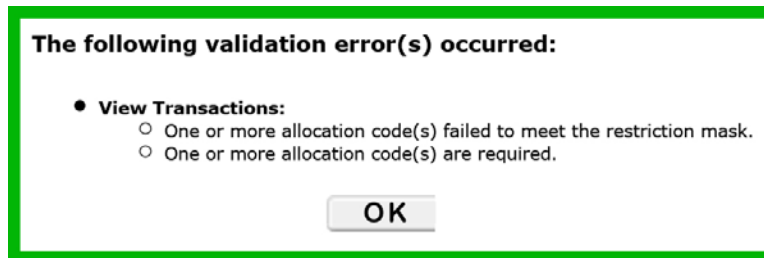 The following validation error(s) occurred:
View Transactions:
One or more allocation code(s) failed to meet the restriction mask.
One or more allocation code(s) are required.
OK